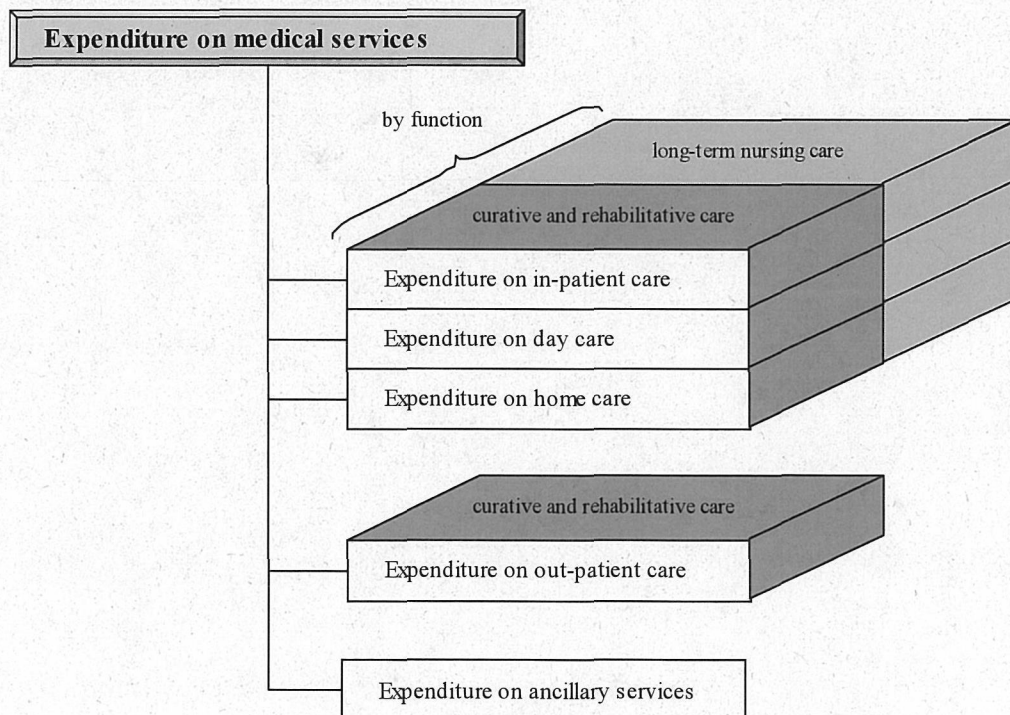 Expenditure on medical services
by function
long-term nursing care
curative and rehabilitative care
Expenditure on in-patient care
Expenditure on day care
Expenditure on home care
curative and rehabilitative care
Expenditure on out-patient care
Expenditure on ancillary services